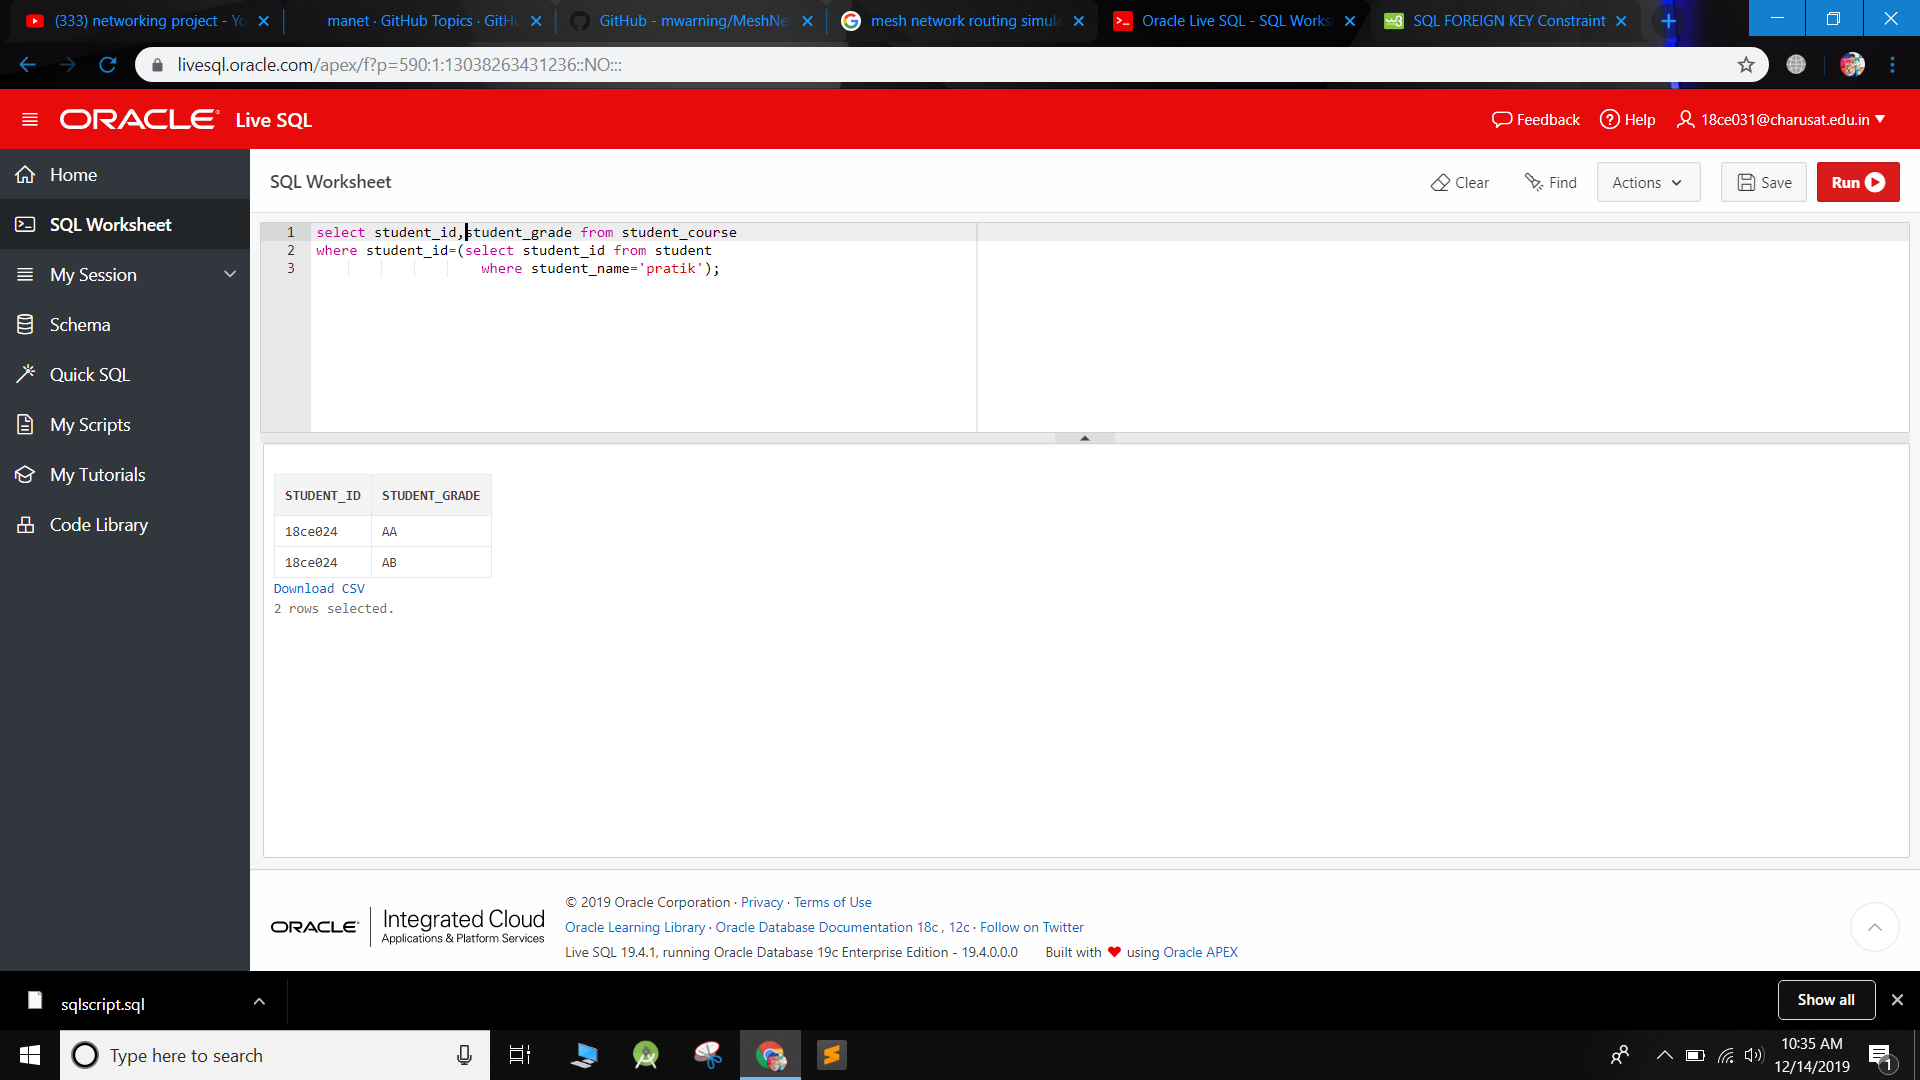 (333) networking project - Yo
manet · GitHub Topics · GitHu
GitHub - mwarning/MeshNe
mesh network routing simula
Oracle Live SQL - SQL Works
SQL FOREIGN KEY Constraint
livesql.oracle.com/apex/f?p=590:1:13038263431236::NO:::
ORACLE Live SQL
Feedback
Help
18ce031@charusat.edu.in
Home
SQL Worksheet
My Session
Schema
Quick SQL
My Scripts
My Tutorials
Code Library
SQL Worksheet
Clear
Find
Actions
Save
Run
1 select student_id,student_grade from student_course
2 where student_id=(select student_id from student
3 where student_name='pratik');
STUDENT_ID STUDENT_GRADE
18ce024 AA
18ce024 AB
Download CSV
2 rows selected.
ORACLE Integrated Cloud
Applications & Platform Services
© 2019 Oracle Corporation · Privacy · Terms of Use
Oracle Learning Library · Oracle Database Documentation 18c , 12c · Follow on Twitter
Live SQL 19.4.1, running Oracle Database 19c Enterprise Edition - 19.4.0.0.0 Built with ❤ using Oracle APEX
sqlscript.sql
Show all
Type here to search
10:35 AM
12/14/2019
1